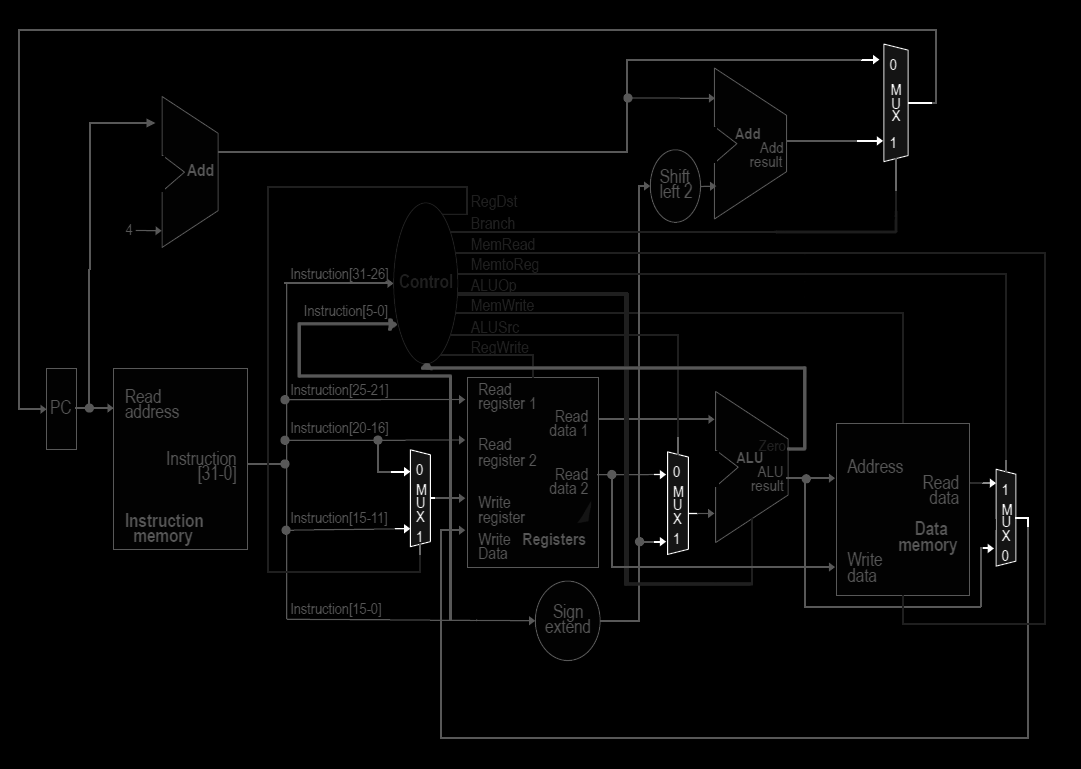 0
M
U
X
1
Add
Add
Add
result
Shift
left 2
4
RegDst
Branch
MemRead
MemtoReg
ALUOp
MemWrite
ALUSrc
RegWrite
Control
Instruction[31-26]
Instruction[5-0]
PC
Read
address
Instruction
[31-0]
Instruction
memory
Instruction[25-21]
Instruction[20-16]
Instruction[15-11]
Instruction[15-0]
0
M
U
X
1
Read
register 1
Read
register 2
Write
register
Write
Data
Read
data 1
Read
data 2
Registers
Sign
extend
0
M
U
X
1
Zero
ALU
ALU
result
Address
Read
data
Data
memory
Write
data
1
M
U
X
0